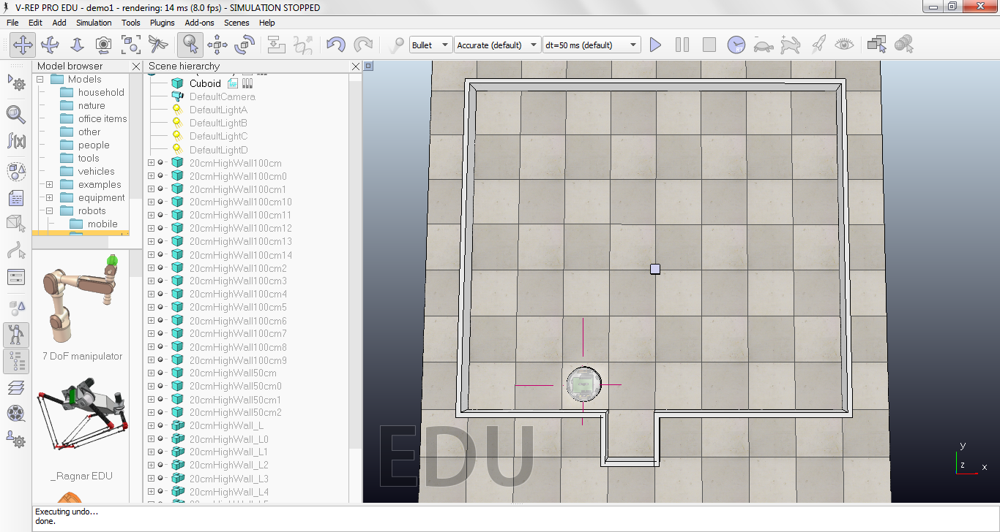 V-REP PRO EDU - demo1 - rendering: 14 ms (8.0 fps) - SIMULATION STOPPED
File Edit Add Simulation Tools Plugins Add-ons Scenes Help
Bullet Accurate (default) dt=50 ms (default) RT
Model browser
Models
household
nature
office items
other
people
tools
vehicles
examples
equipment
robots
mobile
f(x)
7 DoF manipulator
_Ragnar EDU
Scene hierarchy
Cuboid
DefaultCamera
DefaultLightA
DefaultLightB
DefaultLightC
DefaultLightD
20cmHighWall100cm
20cmHighWall100cm0
20cmHighWall100cm1
20cmHighWall100cm10
20cmHighWall100cm11
20cmHighWall100cm12
20cmHighWall100cm13
20cmHighWall100cm14
20cmHighWall100cm2
20cmHighWall100cm3
20cmHighWall100cm4
20cmHighWall100cm5
20cmHighWall100cm6
20cmHighWall100cm7
20cmHighWall100cm8
20cmHighWall100cm9
20cmHighWall50cm
20cmHighWall50cm0
20cmHighWall50cm1
20cmHighWall50cm2
20cmHighWall_L
20cmHighWall_L0
20cmHighWall_L1
20cmHighWall_L2
20cmHighWall_L3
20cmHighWall_L4
EDU
y
z x
Executing undo...
done.